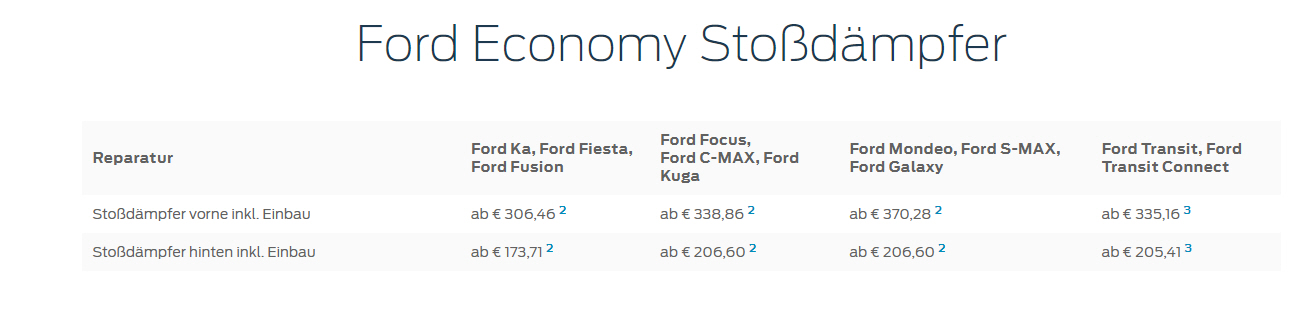 Ford Economy Stoßdämpfer
Reparatur
Ford Ka, Ford Fiesta,
Ford Fusion
Ford Focus,
Ford C-MAX, Ford
Kuga
Ford Mondeo, Ford S-MAX,
Ford Galaxy
Ford Transit, Ford
Transit Connect
Stoßdämpfer vorne inkl. Einbau
ab € 306,46 2
ab € 338,86 2
ab € 370,28 2
ab € 335,16 3
Stoßdämpfer hinten inkl. Einbau
ab € 173,71 2
ab € 206,60 2
ab € 206,60 2
ab € 205,41 3